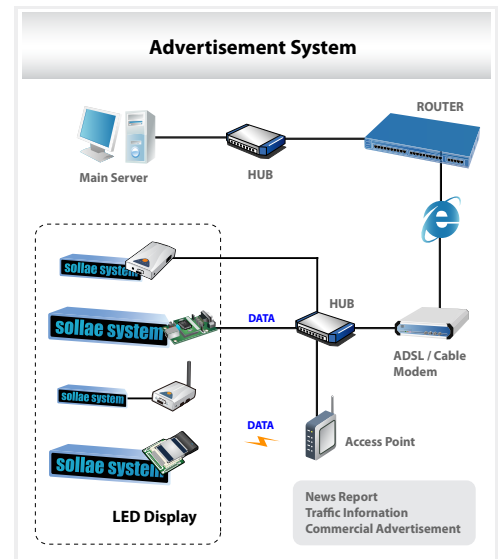 Advertisement System
ROUTER
Main Server
HUB
sollae system
HUB
DATA
sollae system
ADSL / Cable
Modem
sollae system
DATA
Access Point
sollae system
LED Display
News Report
Traffic Infornation
Commercial Advertisement